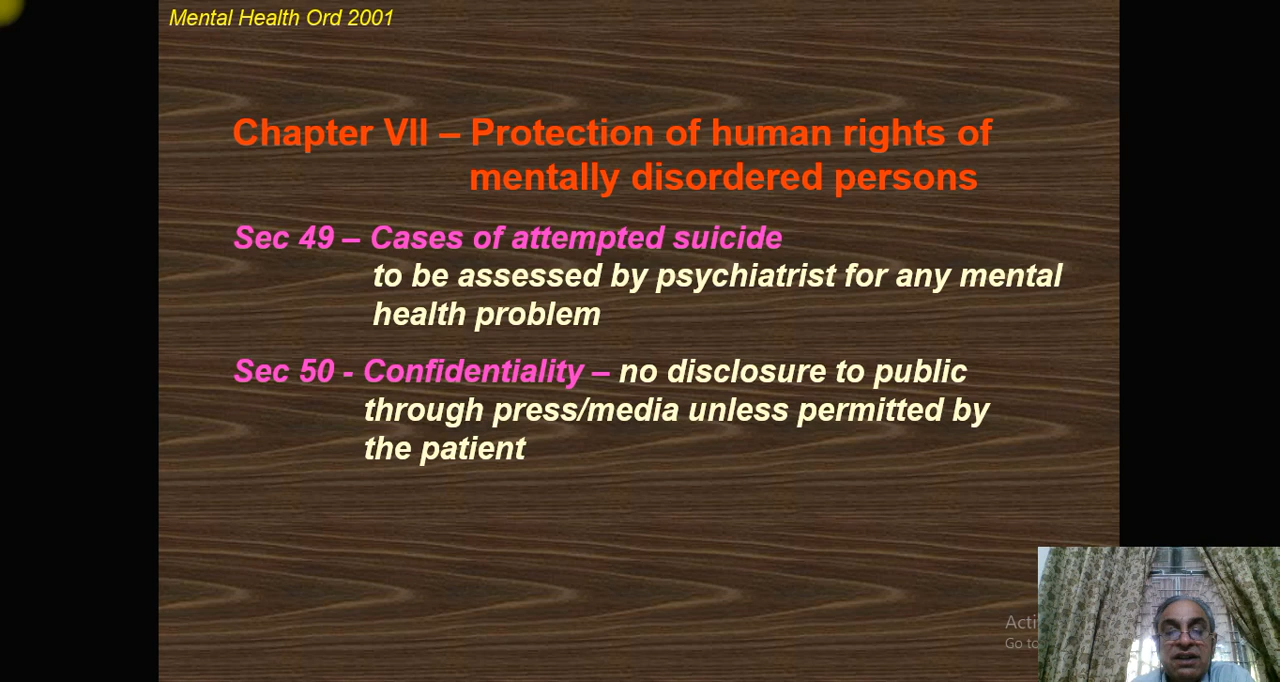 Mental Health Ord 2001
Chapter VII – Protection of human rights of
mentally disordered persons
Sec 49 – Cases of attempted suicide
to be assessed by psychiatrist for any mental
health problem
Sec 50 - Confidentiality – no disclosure to public
through press/media unless permitted by
the patient
Go to